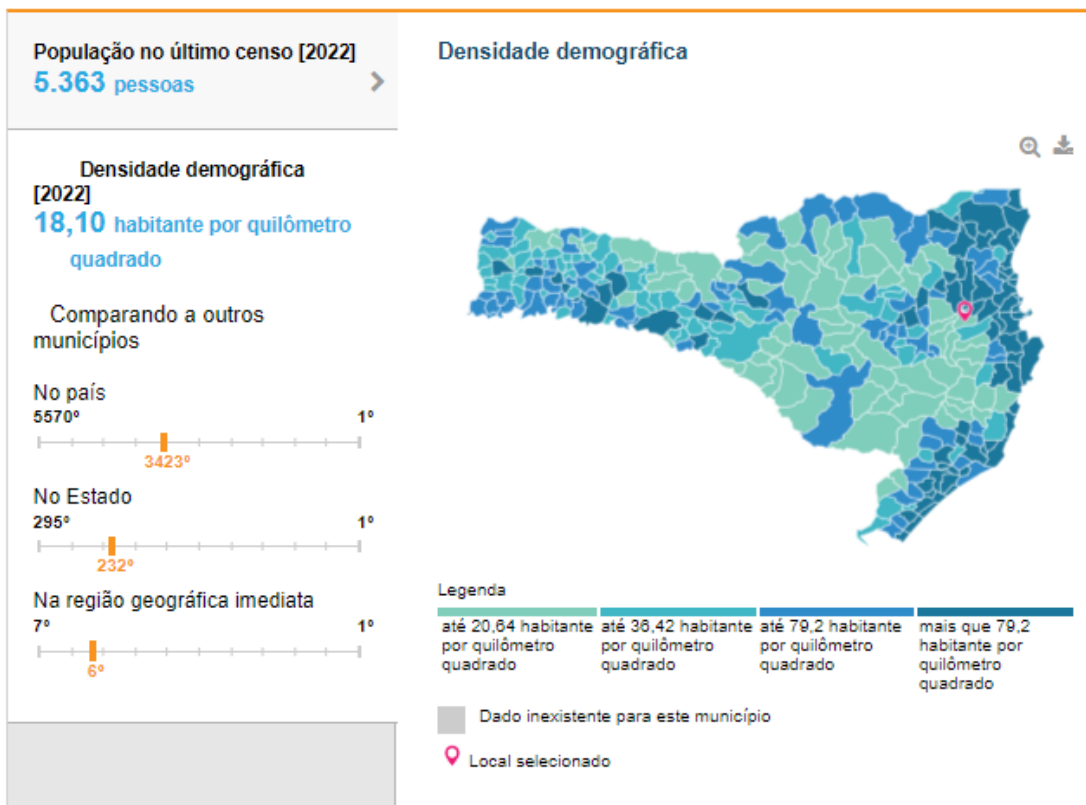 População no último censo [2022]
5.363 pessoas
Densidade demográfica
[2022]
18,10 habitante por quilômetro
quadrado
Comparando a outros
municípios
No país
5570º 1º
3423º
No Estado
295º 1º
232º
Na região geográfica imediata
7º 1º
6º
Densidade demográfica
Legenda
até 20,64 habitante
por quilômetro
quadrado
até 36,42 habitante
por quilômetro
quadrado
até 79,2 habitante
por quilômetro
quadrado
mais que 79,2
habitante por
quilômetro
quadrado
Dado inexistente para este município
Local selecionado